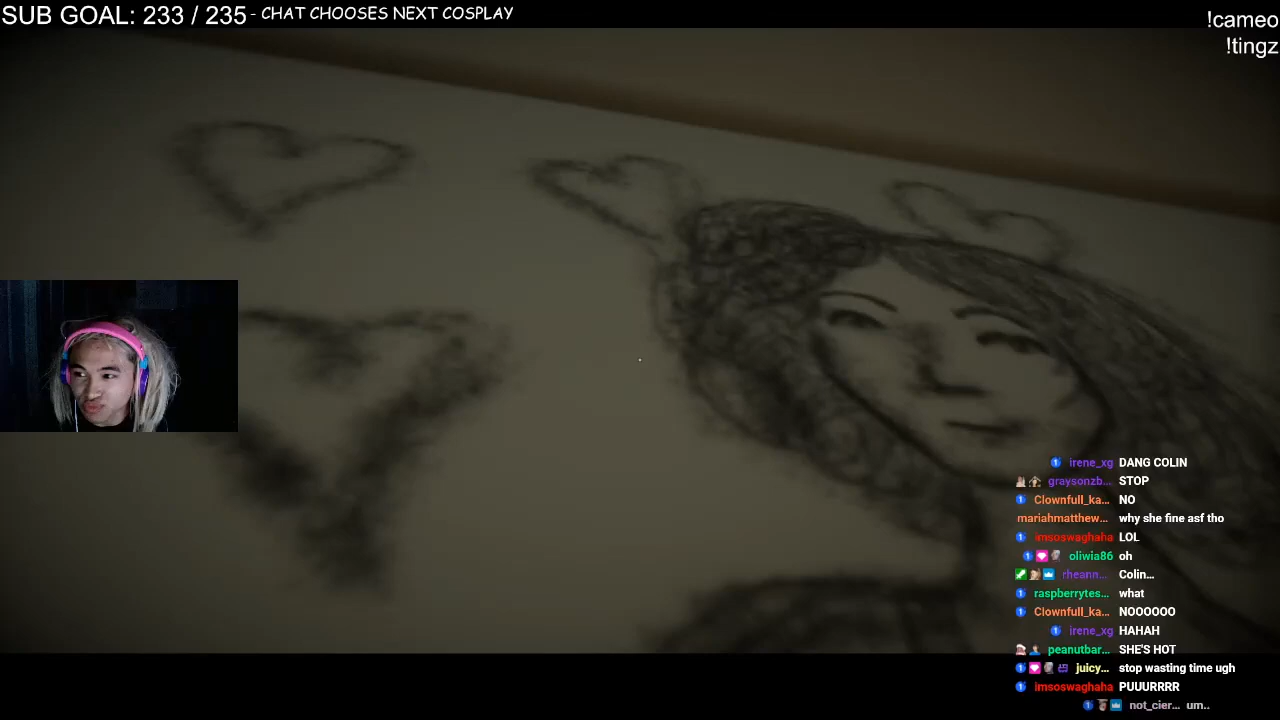 SUB GOAL: 233 / 235 - CHAT CHOOSES NEXT COSPLAY
!cameo
!tingz
irene_xg DANG COLIN
graysonzb... STOP
Clownfull_ka... NO
mariahmatthew... why she fine asf tho
imsoswaghaha LOL
oliwia86 oh
rheann... Colin...
raspberrytes... what
Clownfull_ka... NOOOOOO
irene_xg HAHAH
peanutbar... SHE'S HOT
juicy... stop wasting time ugh
imsoswaghaha PUUURRRR
not_cier... um..